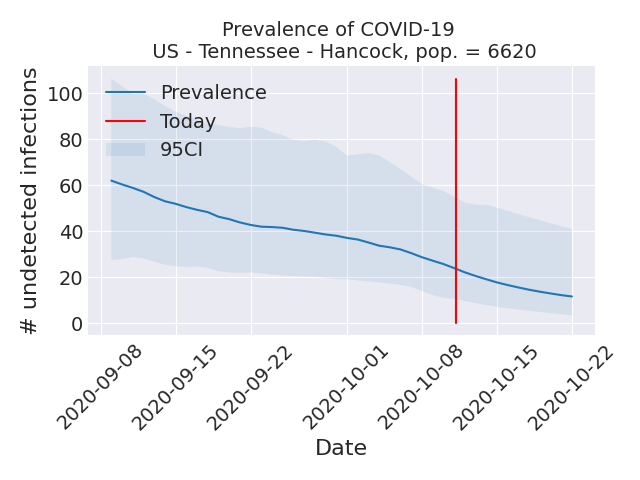 Prevalence of COVID-19
US - Tennessee - Hancock, pop. = 6620
# undetected infections
100
80
60
40
20
0
Prevalence
Today
95CI
2020-09-08
2020-09-15
2020-09-22
2020-10-01
2020-10-08
2020-10-15
2020-10-22
Date